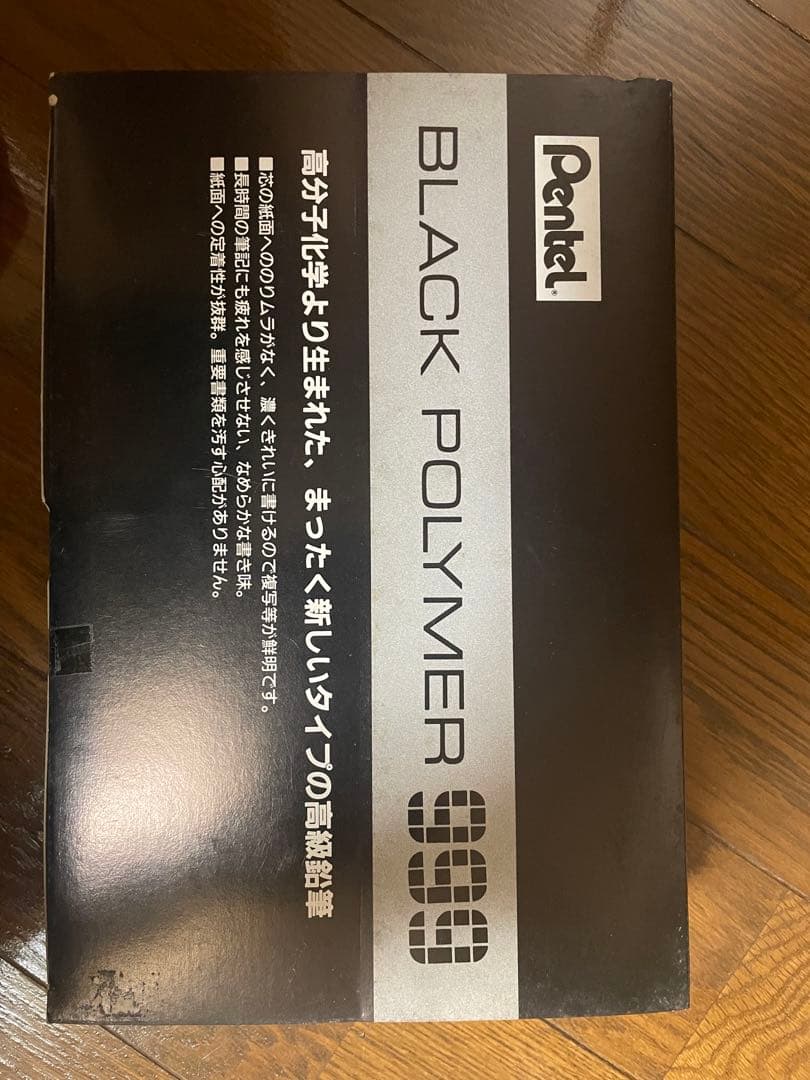 Pentel®
BLACK POLYMER 999
高分子化学より生まれた、まったく新しいタイプの高級鉛筆
■芯の紙面へののりムラがなく、濃くきれいに書けるので複写等が鮮明です。
■長時間の筆記にも疲れを感じさせない、なめらかな書き味。
■紙面への定着性が抜群。重要書類を汚す心配がありません。